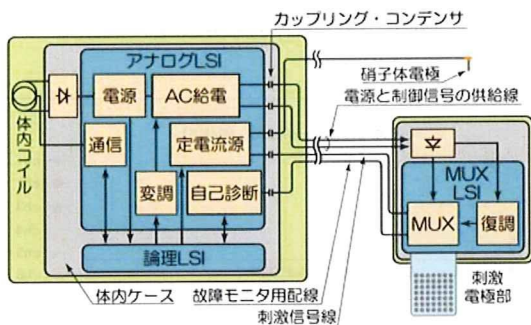 カップリング・コンデンサ
アナログLSI
電源
AC給電
硝子体電極
電源と制御信号の供給線
体内コイル
通信
定電流源
変調
自己診断
MUX
LSI
MUX
復調
論理LSI
体内ケース
故障モニタ用配線
刺激信号線
刺激
電極部